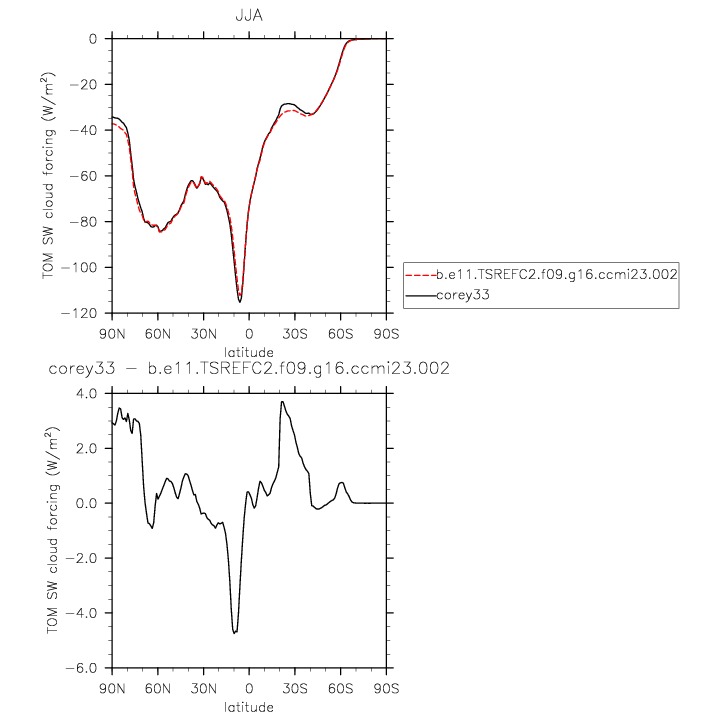 JJA
TOM SW cloud forcing (W/m²)
0
−20
−40
−60
−80
−100
−120
90N 60N 30N 0 30S 60S 90S
latitude
b.e11.TSREFC2.f09.g16.ccmi23.002
corey33
corey33 − b.e11.TSREFC2.f09.g16.ccmi23.002
TOM SW cloud forcing (W/m²)
4.0
2.0
0.0
−2.0
−4.0
−6.0
90N 60N 30N 0 30S 60S 90S
latitude